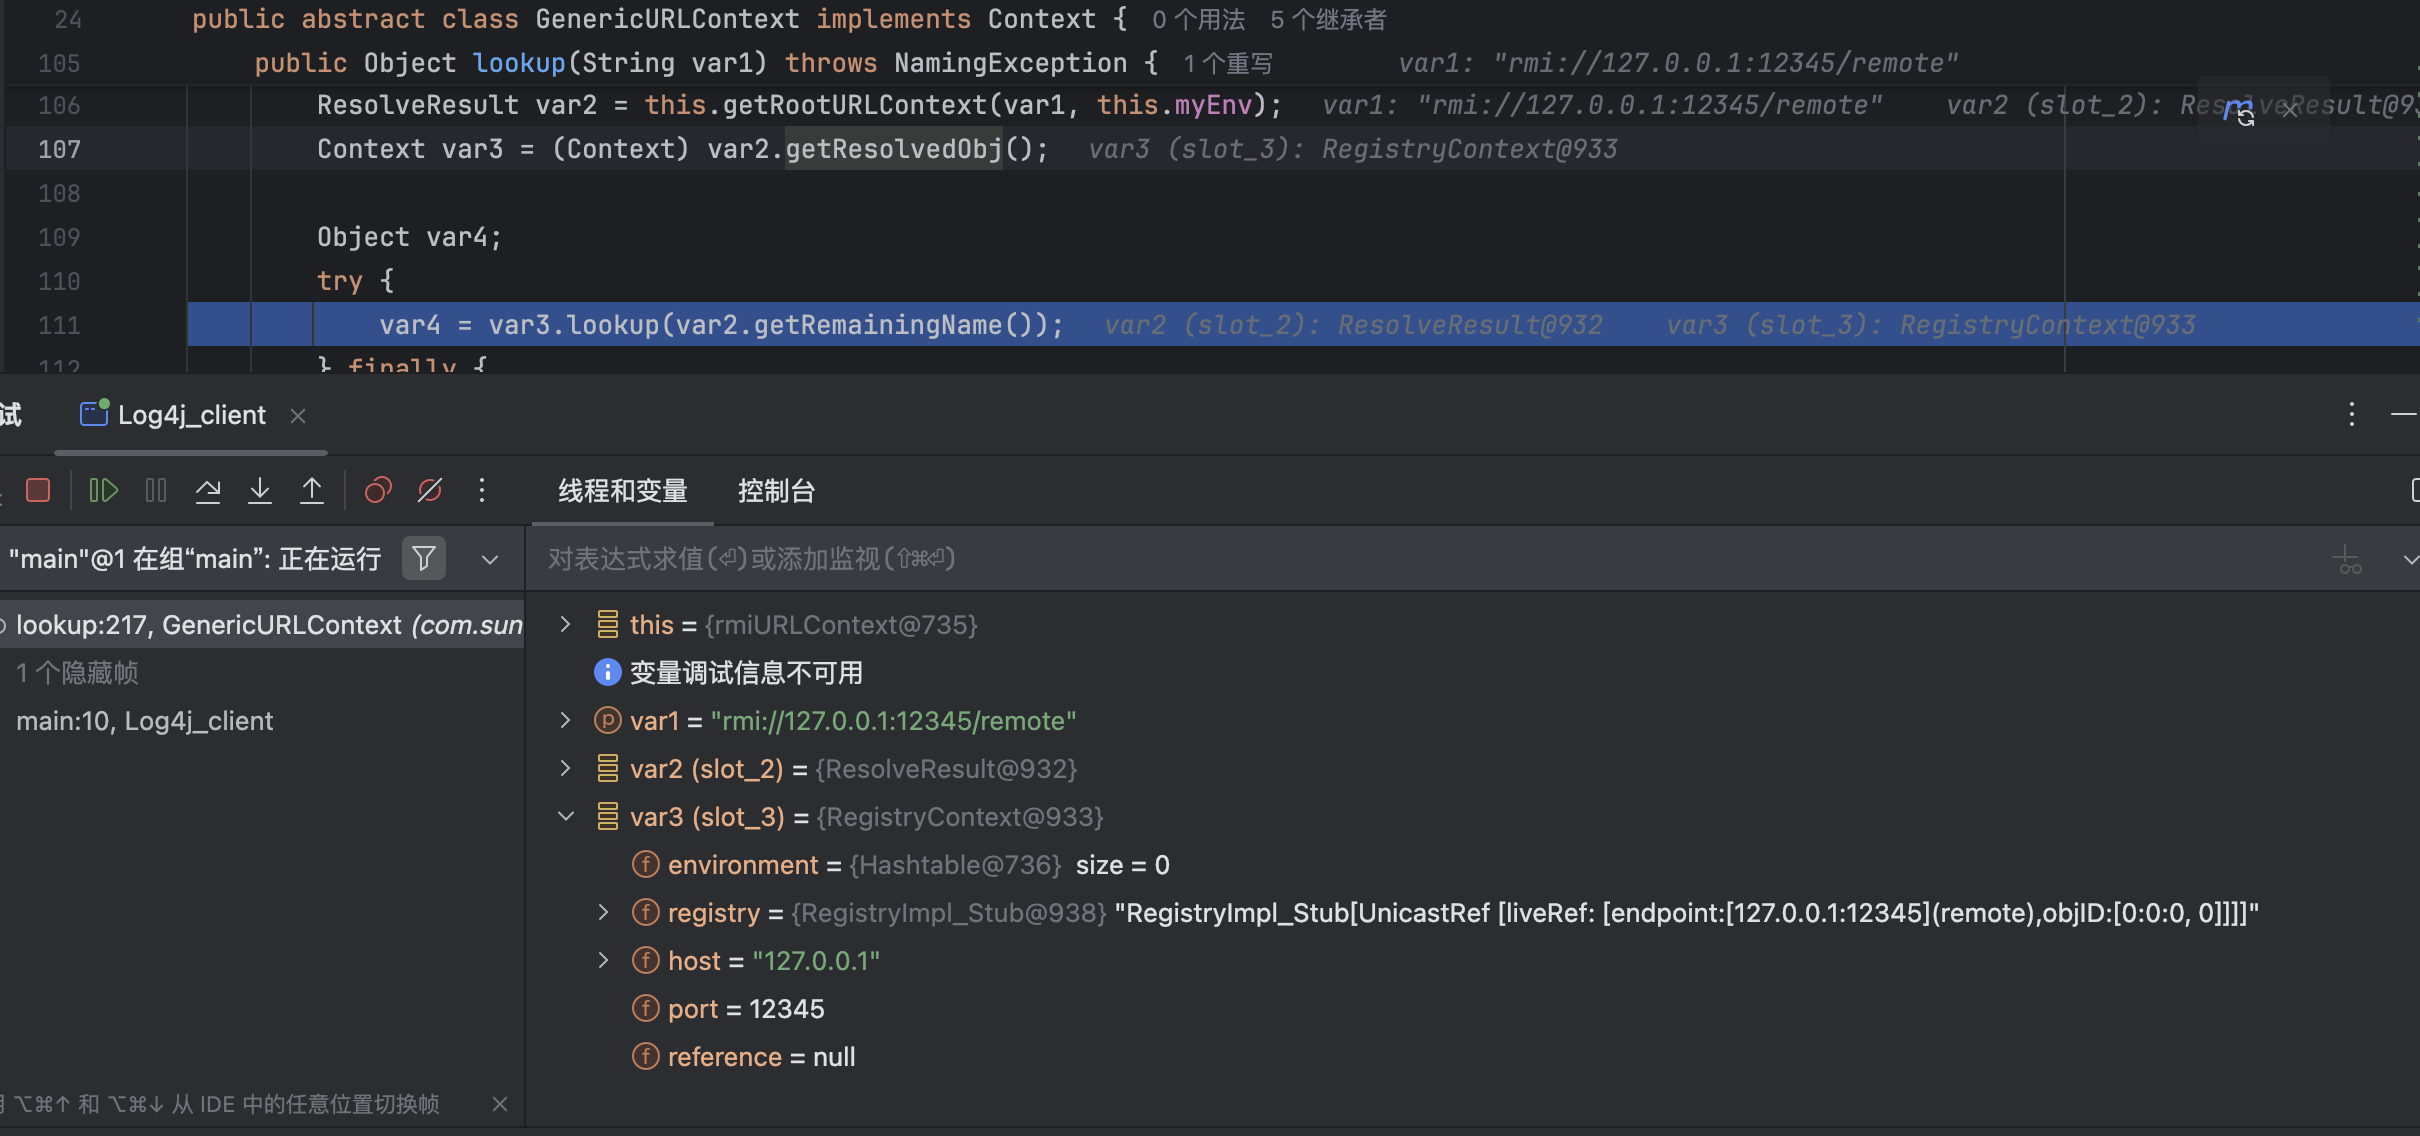 24 public abstract class GenericURLContext implements Context { 0 个用法 5 个继承者
105 public Object lookup(String var1) throws NamingException { 1 个重写 var1: "rmi://127.0.0.1:12345/remote"
106 ResolveResult var2 = this.getRootURLContext(var1, this.myEnv); var1: "rmi://127.0.0.1:12345/remote" var2 (slot_2): ResolveResult@93
107 Context var3 = (Context) var2.getResolvedObj(); var3 (slot_3): RegistryContext@933
108
109 Object var4;
110 try {
111 var4 = var3.lookup(var2.getRemainingName()); var2 (slot_2): ResolveResult@932 var3 (slot_3): RegistryContext@933
112 } finally {
试 Log4j_client
线程和变量 控制台
"main"@1 在组“main”: 正在运行
对表达式求值(⏎)或添加监视(⇧⌘⏎)
lookup:217, GenericURLContext (com.sun
1 个隐藏帧
main:10, Log4j_client
this = {rmiURLContext@735}
变量调试信息不可用
var1 = "rmi://127.0.0.1:12345/remote"
var2 (slot_2) = {ResolveResult@932}
var3 (slot_3) = {RegistryContext@933}
environment = {Hashtable@736} size = 0
registry = {RegistryImpl_Stub@938} "RegistryImpl_Stub[UnicastRef [liveRef: [endpoint:[127.0.0.1:12345](remote),objID:[0:0:0, 0]]]]"
host = "127.0.0.1"
port = 12345
reference = null
⌥⌘↑ 和 ⌥⌘↓ 从 IDE 中的任意位置切换帧